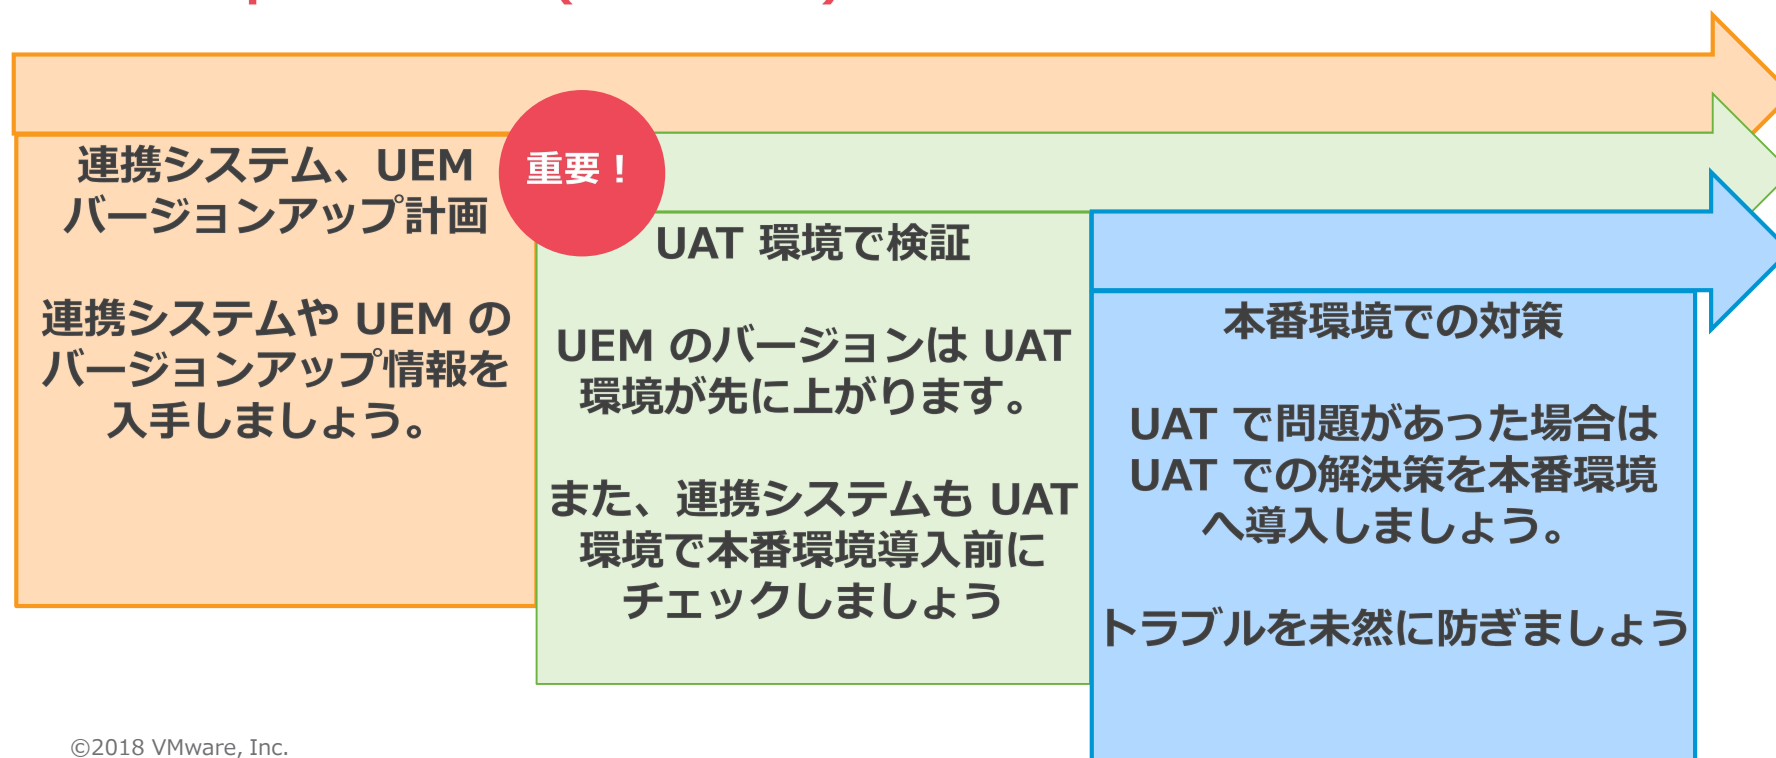 連携システム、UEM
バージョンアップ計画
連携システムや UEM の
バージョンアップ情報を
入手しましょう。
重要！
UAT 環境で検証
UEM のバージョンは UAT
環境が先に上がります。
また、連携システムも UAT
環境で本番環境導入前に
チェックしましょう
本番環境での対策
UAT で問題があった場合は
UAT での解決策を本番環境
へ導入しましょう。
トラブルを未然に防ぎましょう
©2018 VMware, Inc.